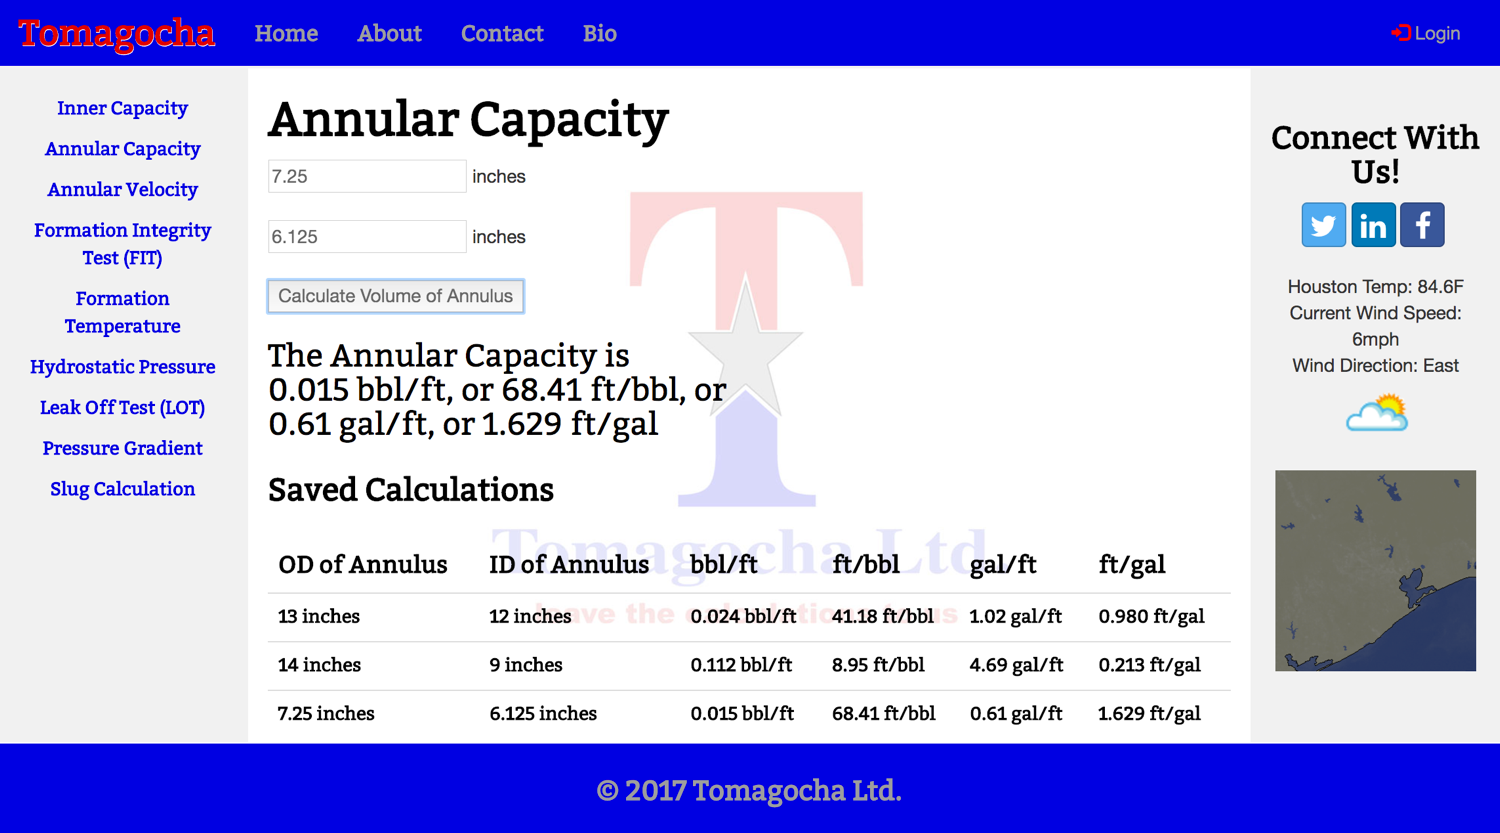 Tomagocha Home About Contact Bio Login
Inner Capacity
Annular Capacity
Annular Velocity
Formation Integrity
Test (FIT)
Formation
Temperature
Hydrostatic Pressure
Leak Off Test (LOT)
Pressure Gradient
Slug Calculation
Annular Capacity
7.25 inches
6.125 inches
Calculate Volume of Annulus
The Annular Capacity is
0.015 bbl/ft, or 68.41 ft/bbl, or
0.61 gal/ft, or 1.629 ft/gal
Saved Calculations
Tomagocha Ltd.
leave the calculations to us
OD of Annulus ID of Annulus bbl/ft ft/bbl gal/ft ft/gal
13 inches 12 inches 0.024 bbl/ft 41.18 ft/bbl 1.02 gal/ft 0.980 ft/gal
14 inches 9 inches 0.112 bbl/ft 8.95 ft/bbl 4.69 gal/ft 0.213 ft/gal
7.25 inches 6.125 inches 0.015 bbl/ft 68.41 ft/bbl 0.61 gal/ft 1.629 ft/gal
Connect With
Us!
in f
Houston Temp: 84.6F
Current Wind Speed:
6mph
Wind Direction: East
© 2017 Tomagocha Ltd.